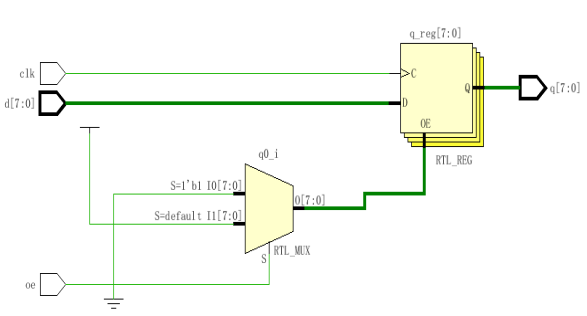 q_reg[7:0]
clk
C
d[7:0]
D
Q
q[7:0]
OE
RTL_REG
q0_i
S=1'b1 I0[7:0]
O[7:0]
S=default I1[7:0]
RTL_MUX
S
oe